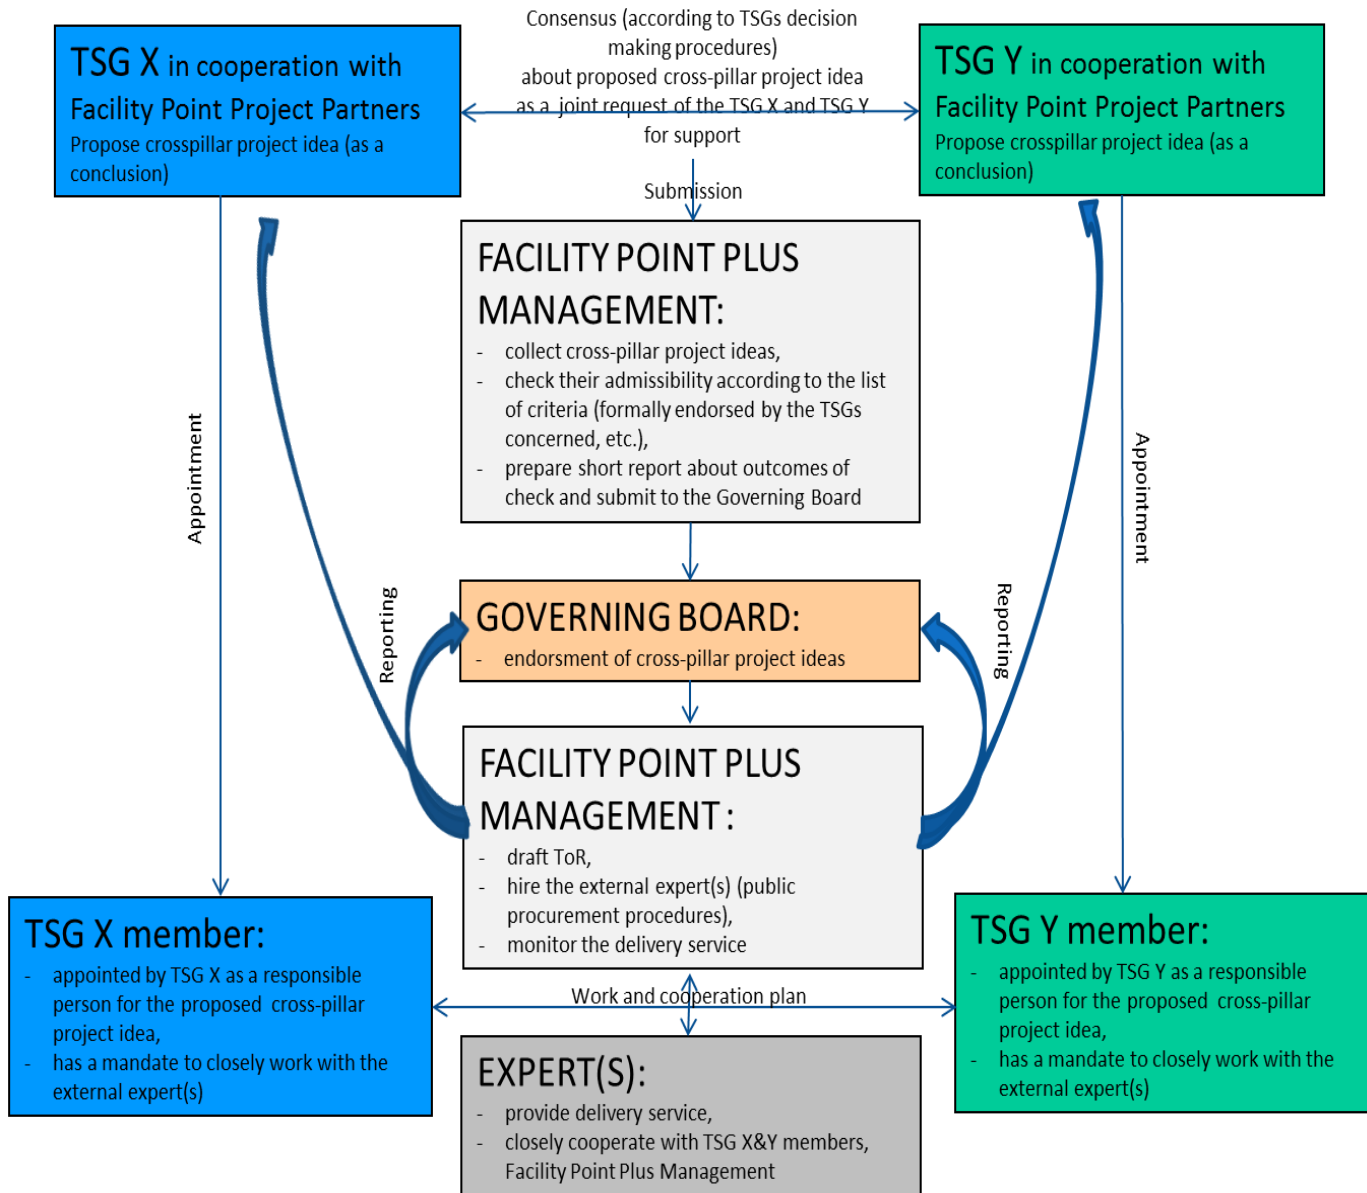 Consensus (according to TSGs decision
making procedures)
about proposed cross-pillar project idea
as a joint request of the TSG X and TSG Y
for support
TSG X in cooperation with
Facility Point Project Partners
Propose crosspillar project idea (as a
conclusion)
TSG Y in cooperation with
Facility Point Project Partners
Propose crosspillar project idea (as a
conclusion)
Submission
FACILITY POINT PLUS
MANAGEMENT:
- collect cross-pillar project ideas,
- check their admissibility according to the list
of criteria (formally endorsed by the TSGs
concerned, etc.),
- prepare short report about outcomes of
check and submit to the Governing Board
Appointment
Appointment
Reporting
Reporting
GOVERNING BOARD:
- endorsment of cross-pillar project ideas
FACILITY POINT PLUS
MANAGEMENT :
- draft ToR,
- hire the external expert(s) (public
procurement procedures),
- monitor the delivery service
TSG X member:
- appointed by TSG X as a responsible
person for the proposed cross-pillar
project idea,
- has a mandate to closely work with the
external expert(s)
Work and cooperation plan
TSG Y member:
- appointed by TSG Y as a responsible
person for the proposed cross-pillar
project idea,
- has a mandate to closely work with the
external expert(s)
EXPERT(S):
- provide delivery service,
- closely cooperate with TSG X&Y members,
Facility Point Plus Management